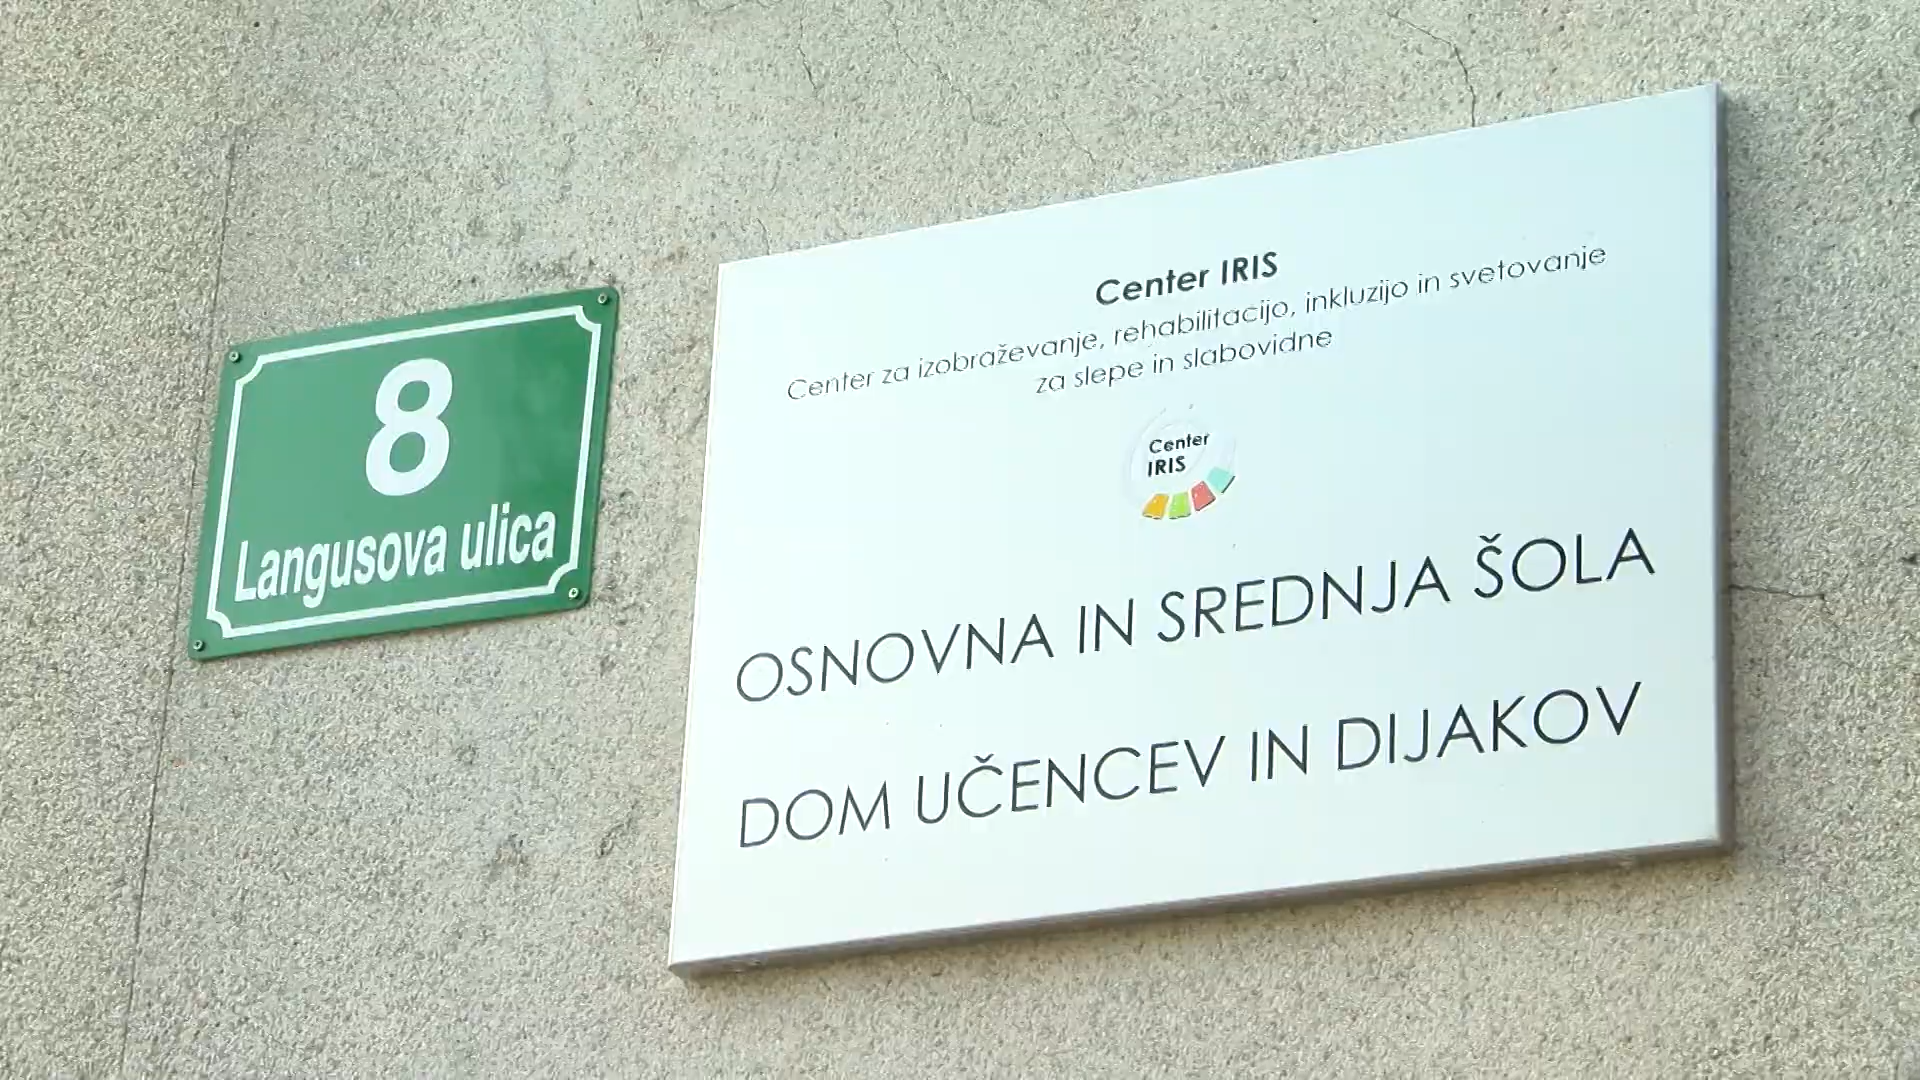 8
Langusova ulica
Center IRIS
Center za izobraževanje, rehabilitacijo, inkluzijo in svetovanje
za slepe in slabovidne
Center
IRIS
OSNOVNA IN SREDNJA ŠOLA
DOM UČENCEV IN DIJAKOV